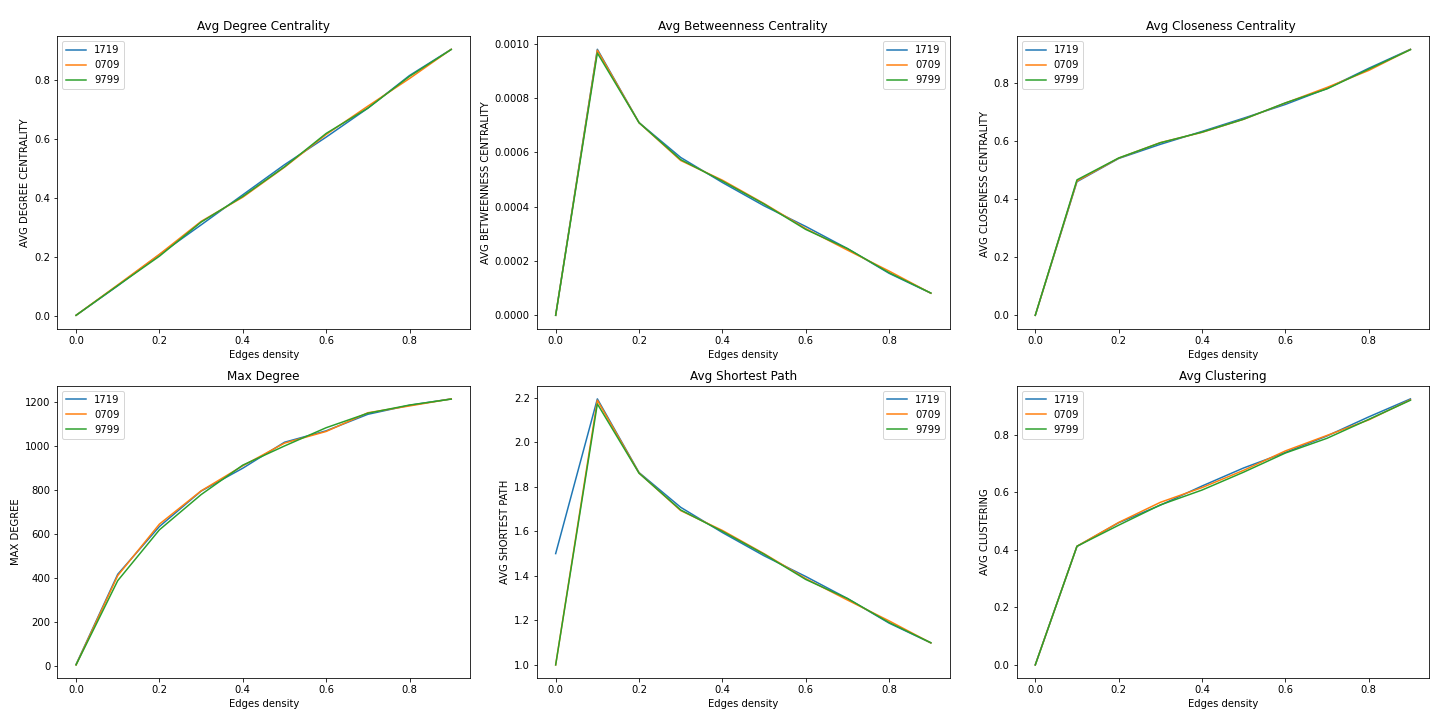 Avg Degree Centrality
1719
0709
9799
AVG DEGREE CENTRALITY
0.8
0.6
0.4
0.2
0.0
0.0 0.2 0.4 0.6 0.8
Edges density
Avg Betweenness Centrality
1719
0709
9799
AVG BETWEENNESS CENTRALITY
0.0010
0.0008
0.0006
0.0004
0.0002
0.0000
0.0 0.2 0.4 0.6 0.8
Edges density
Avg Closeness Centrality
1719
0709
9799
AVG CLOSENESS CENTRALITY
0.8
0.6
0.4
0.2
0.0
0.0 0.2 0.4 0.6 0.8
Edges density
Max Degree
1719
0709
9799
MAX DEGREE
1200
1000
800
600
400
200
0
0.0 0.2 0.4 0.6 0.8
Edges density
Avg Shortest Path
1719
0709
9799
AVG SHORTEST PATH
2.2
2.0
1.8
1.6
1.4
1.2
1.0
0.0 0.2 0.4 0.6 0.8
Edges density
Avg Clustering
1719
0709
9799
AVG CLUSTERING
0.8
0.6
0.4
0.2
0.0
0.0 0.2 0.4 0.6 0.8
Edges density